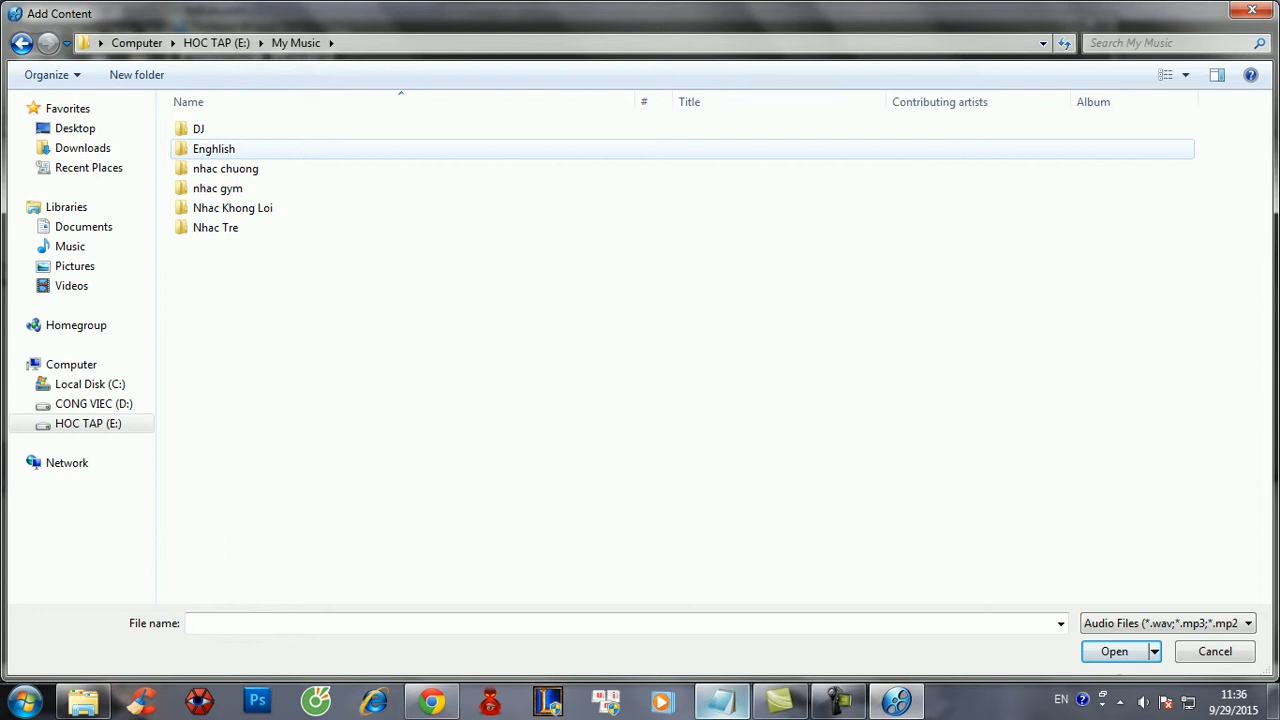 Add Content
Computer HOC TAP (E:) My Music
Search My Music
Organize New folder
Name # Title Contributing artists Album
Favorites
Desktop
Downloads
Recent Places
Libraries
Documents
Music
Pictures
Videos
Homegroup
Computer
Local Disk (C:)
CONG VIEC (D:)
HOC TAP (E:)
Network
DJ
Enghlish
nhac chuong
nhac gym
Nhac Khong Loi
Nhac Tre
File name:
Audio Files (*.wav;*.mp3;*.mp2
Open Cancel
Ps
EN
11:36
9/29/2015